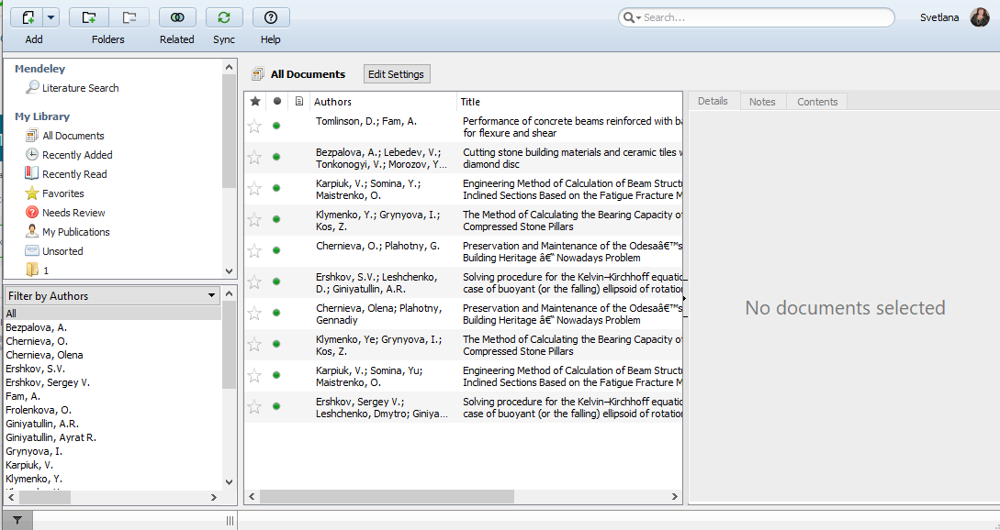 Add
Folders
Related
Sync
Help
Search...
Svetlana
Mendeley
Literature Search
My Library
All Documents
Recently Added
Recently Read
Favorites
Needs Review
My Publications
Unsorted
1
Filter by Authors
All
Bezpalova, A.
Chernieva, O.
Chernieva, Olena
Ershkov, S.V.
Ershkov, Sergey V.
Fam, A.
Frolenkova, O.
Giniyatullin, A.R.
Giniyatullin, Ayrat R.
Grynyova, I.
Karpiuk, V.
Klymenko, Y.
All Documents
Edit Settings
Authors
Title
Tomlinson, D.; Fam, A.
Performance of concrete beams reinforced with ba
for flexure and shear
Bezpalova, A.; Lebedev, V.;
Tonkonogyi, V.; Morozov, Y...
Cutting stone building materials and ceramic tiles w
diamond disc
Karpiuk, V.; Somina, Y.;
Maistrenko, O.
Engineering Method of Calculation of Beam Struct
Inclined Sections Based on the Fatigue Fracture M
Klymenko, Y.; Grynyova, I.;
Kos, Z.
The Method of Calculating the Bearing Capacity of
Compressed Stone Pillars
Chernieva, O.; Plahotny, G.
Preservation and Maintenance of the Odesaâ€™s
Building Heritage â€“ Nowadays Problem
Ershkov, S.V.; Leshchenko,
D.; Giniyatullin, A.R.
Solving procedure for the Kelvin–Kirchhoff equatio
case of buoyant (or the falling) ellipsoid of rotation
Chernieva, Olena; Plahotny,
Gennadiy
Preservation and Maintenance of the Odesaâ€™s
Building Heritage â€“ Nowadays Problem
Klymenko, Ye; Grynyova, I.;
Kos, Z.
The Method of Calculating the Bearing Capacity of
Compressed Stone Pillars
Karpiuk, V.; Somina, Yu;
Maistrenko, O.
Engineering Method of Calculation of Beam Struct
Inclined Sections Based on the Fatigue Fracture M
Ershkov, Sergey V.;
Leshchenko, Dmytro; Giniya...
Solving procedure for the Kelvin–Kirchhoff equatio
case of buoyant (or the falling) ellipsoid of rotation
Details
Notes
Contents
No documents selected